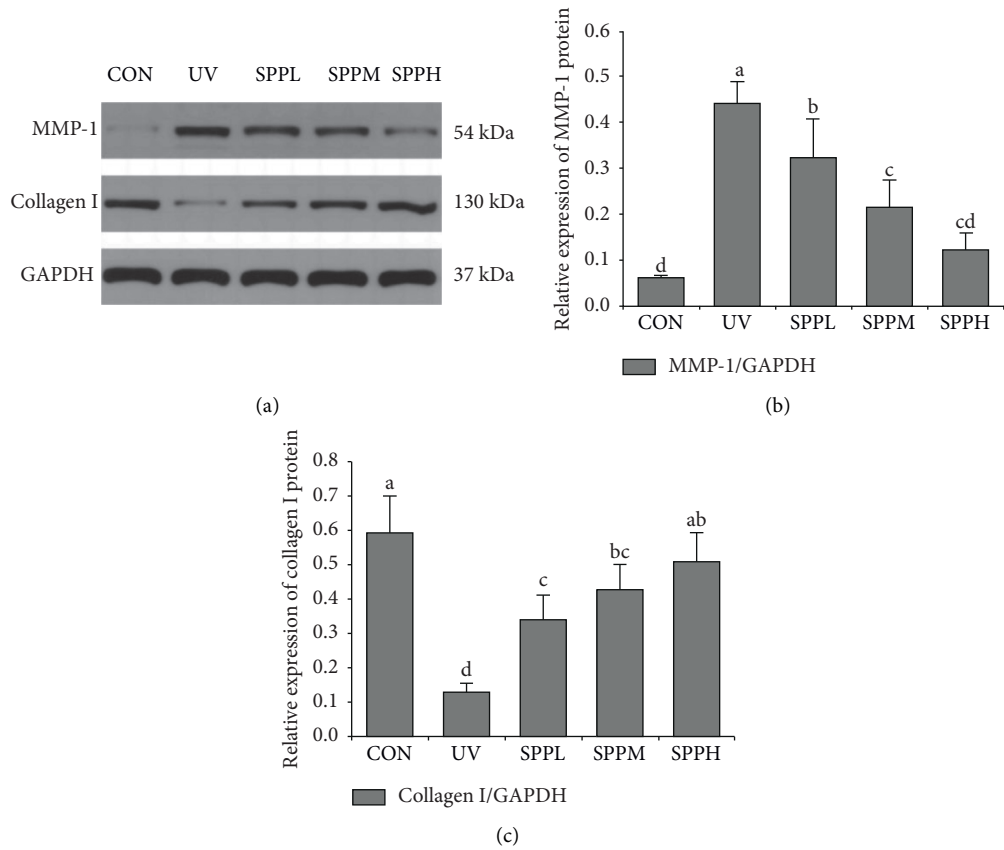 CON UV SPPL SPPM SPPH
MMP-1 54 kDa
Collagen I 130 kDa
GAPDH 37 kDa
(a)
Relative expression of MMP-1 protein
0.6
0.5
0.4
0.3
0.2
0.1
0.0
d a b c cd
CON UV SPPL SPPM SPPH
MMP-1/GAPDH
(b)
Relative expression of collagen I protein
0.8
0.7
0.6
0.5
0.4
0.3
0.2
0.1
0.0
a d c bc ab
CON UV SPPL SPPM SPPH
Collagen I/GAPDH
(c)